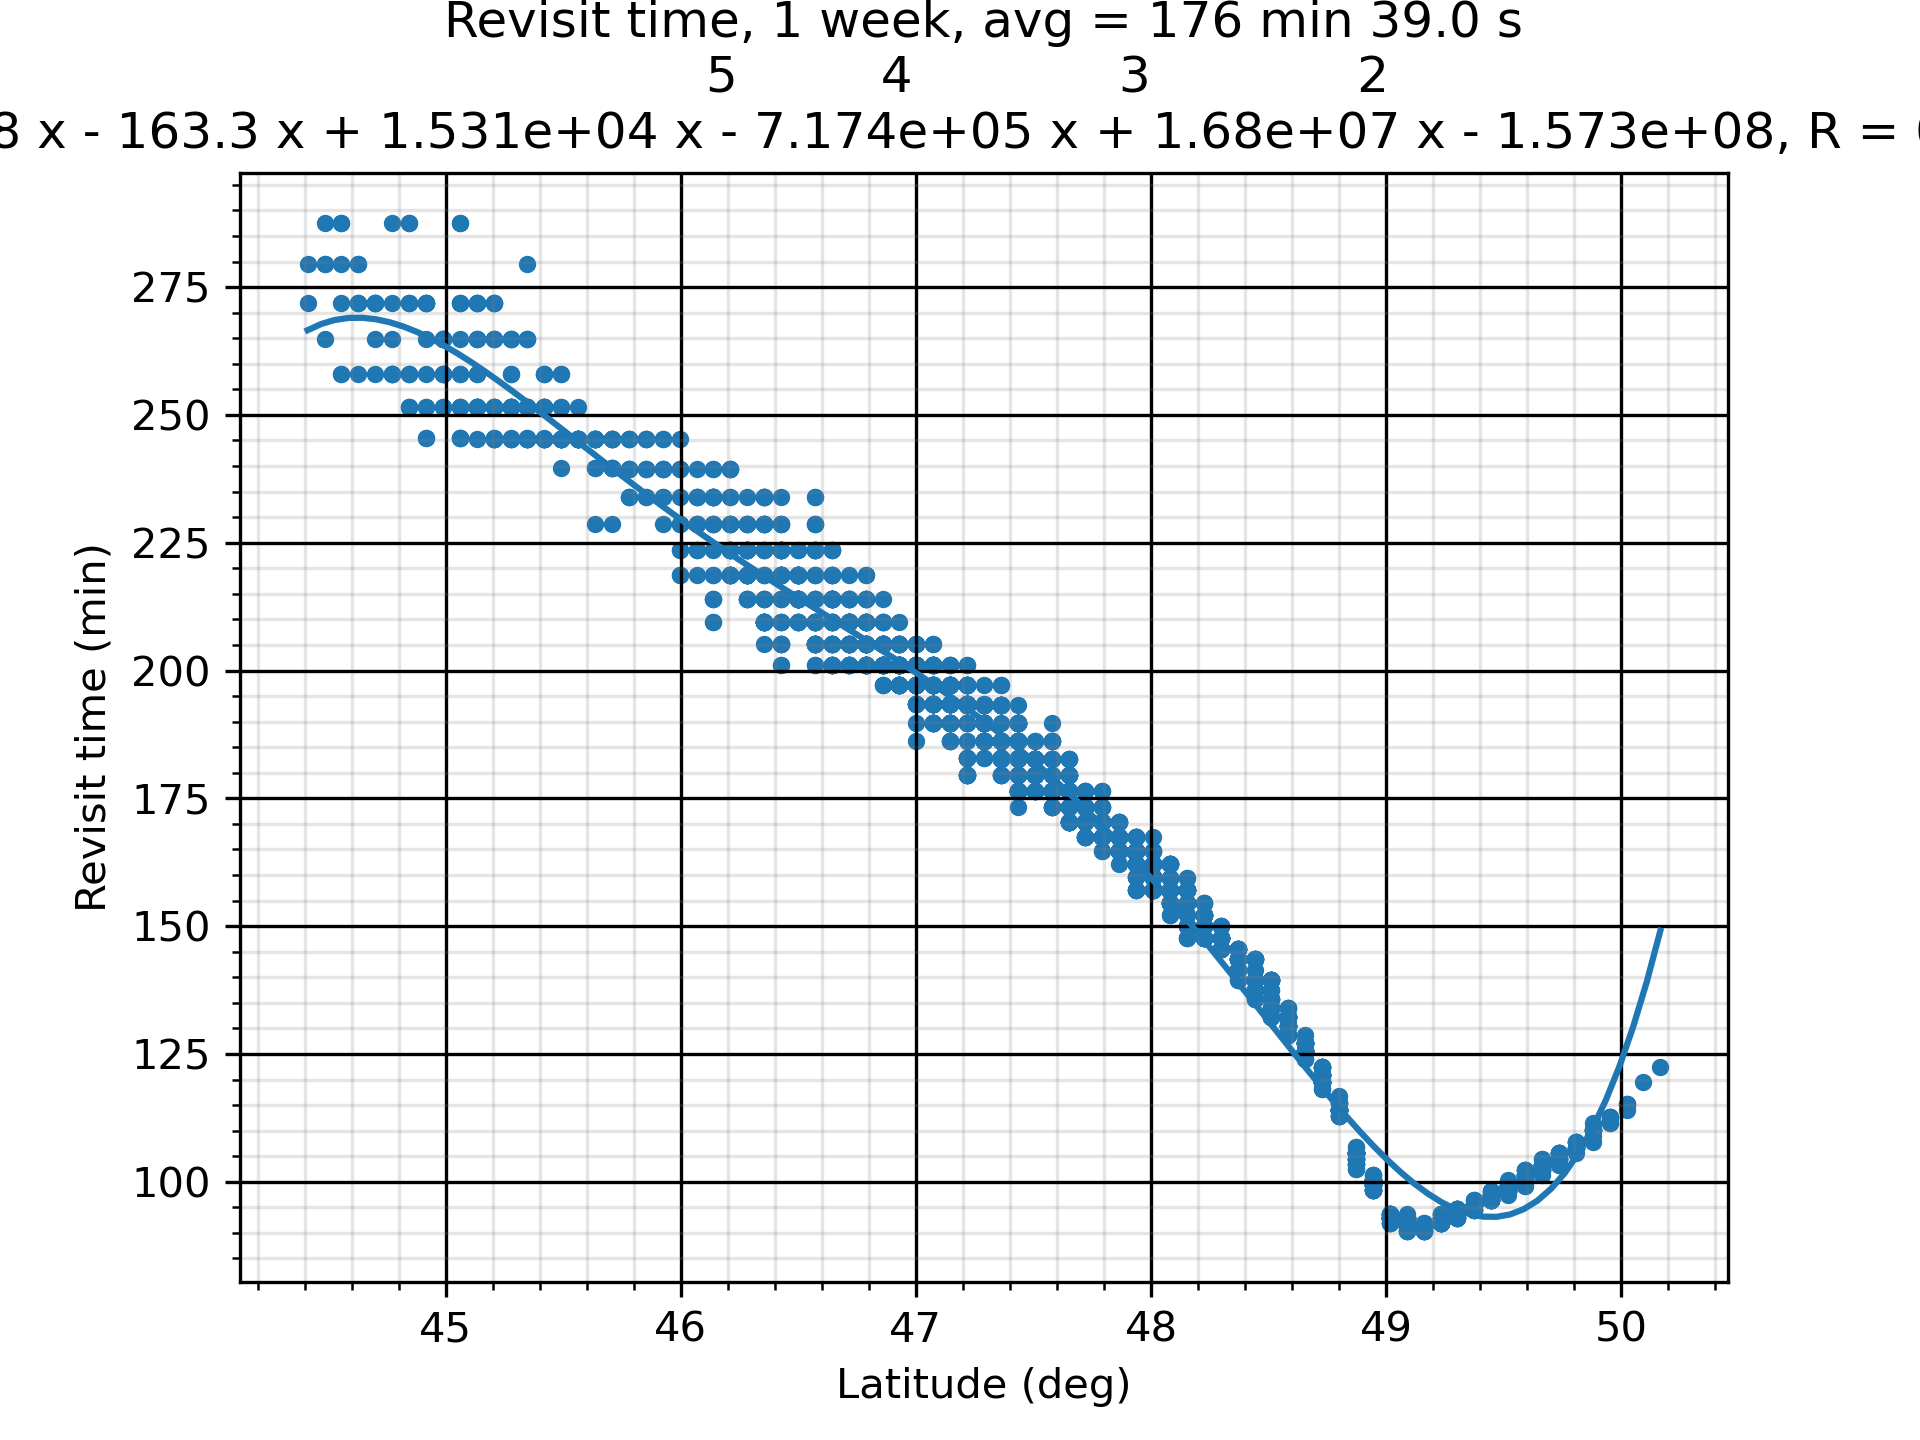 Revisit time, 1 week, avg = 176 min 39.0 s
5 4 3 2
8 x - 163.3 x + 1.531e+04 x - 7.174e+05 x + 1.68e+07 x - 1.573e+08, R =
275
250
225
200
175
150
125
100
Revisit time (min)
45 46 47 48 49 50
Latitude (deg)